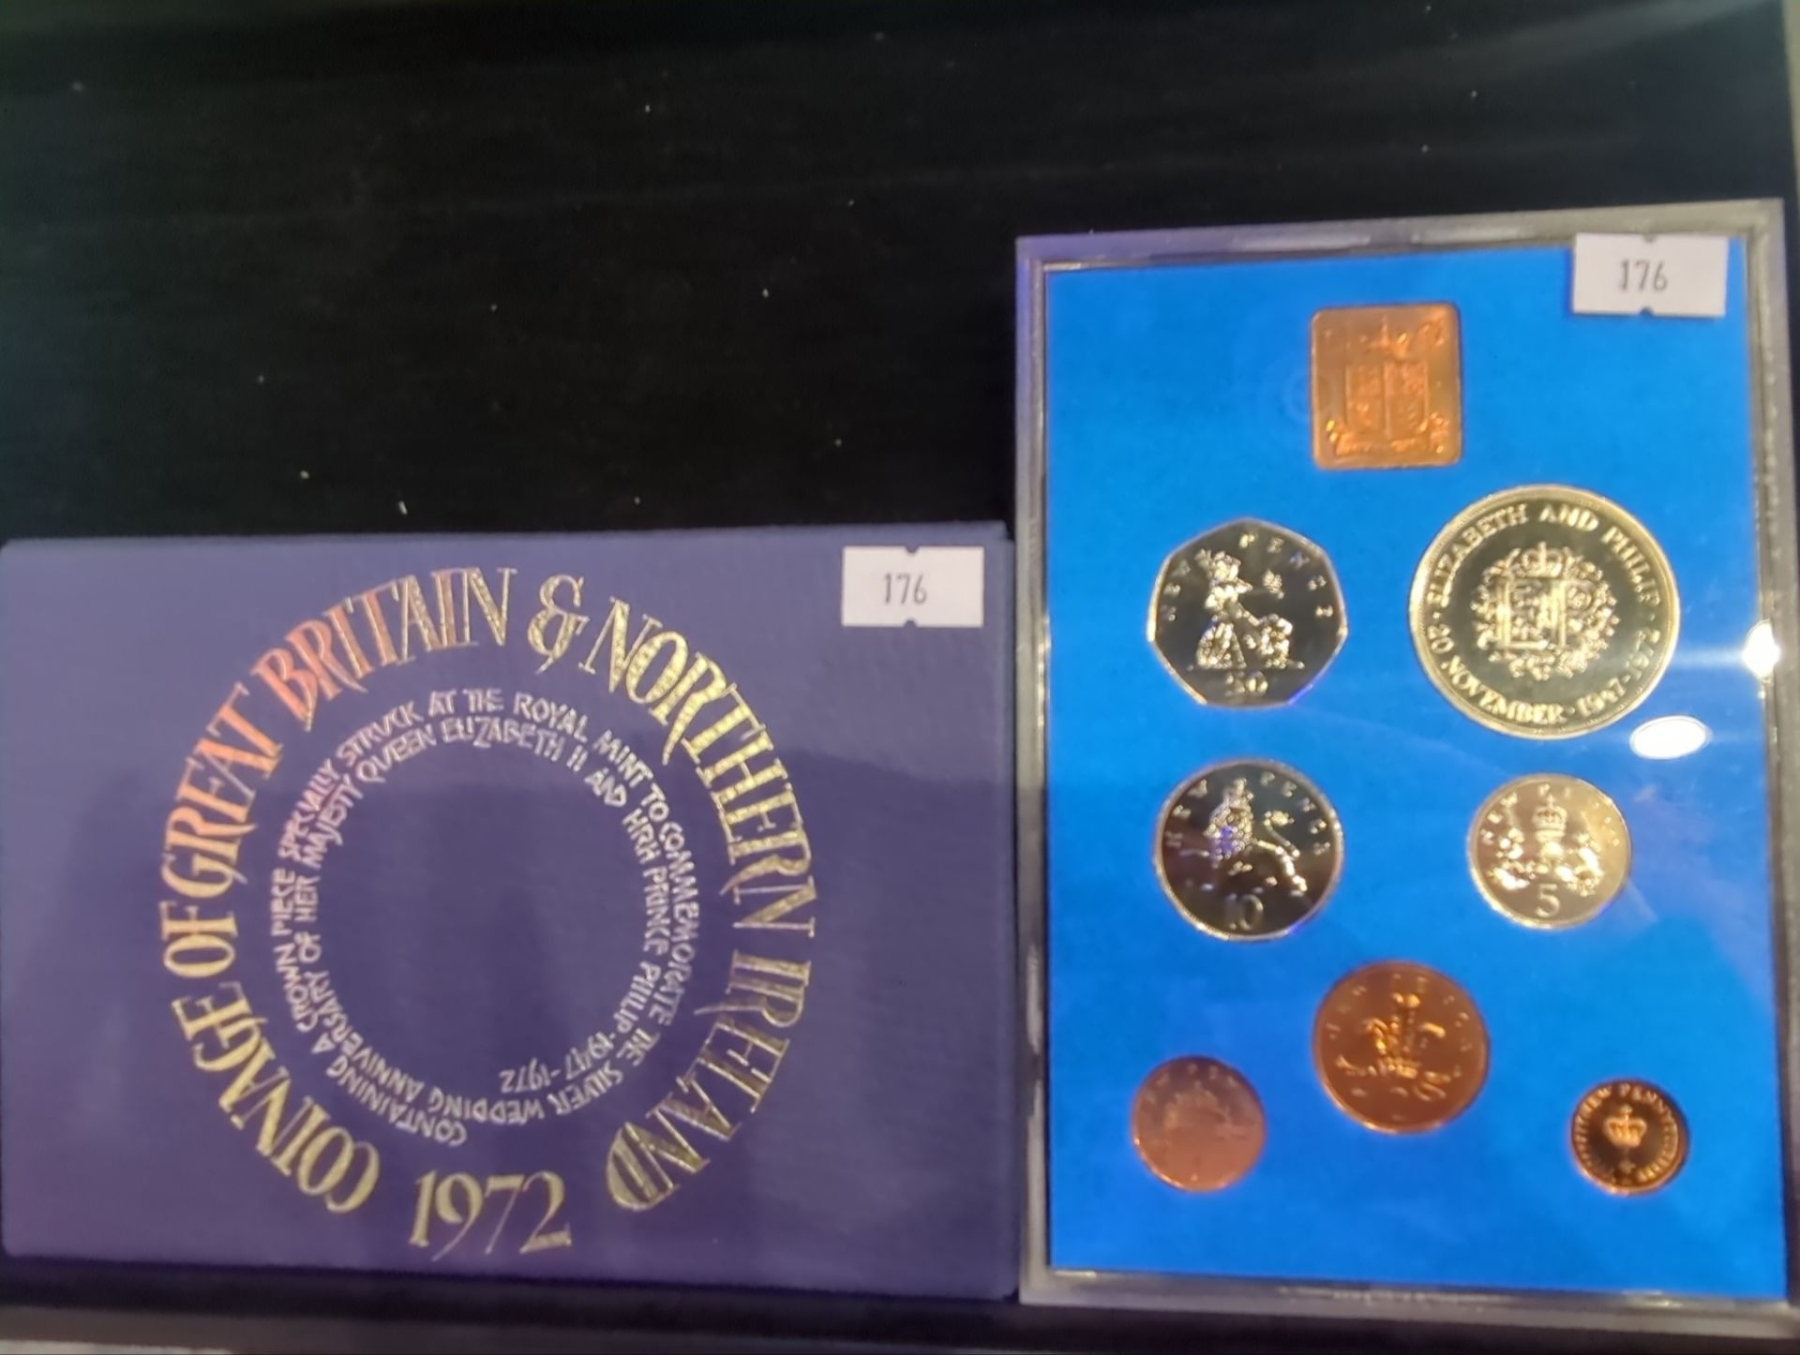 176
COINAGE OF GREAT BRITAIN & NORTHERN IRELAND
1972
CONTAINING A CROWN PIECE SPECIALLY STRUCK AT THE ROYAL MINT TO COMMEMORATE THE SILVER WEDDING ANNIVERSARY OF HER MAJESTY QUEEN ELIZABETH II AND HRH PRINCE PHILIP · 1947-1972
176
NEW PENCE
50
ELIZABETH AND PHILIP
20 NOVEMBER · 1947-1972
NEW PENCE
10
NEW PENCE
5
NEW PENNY